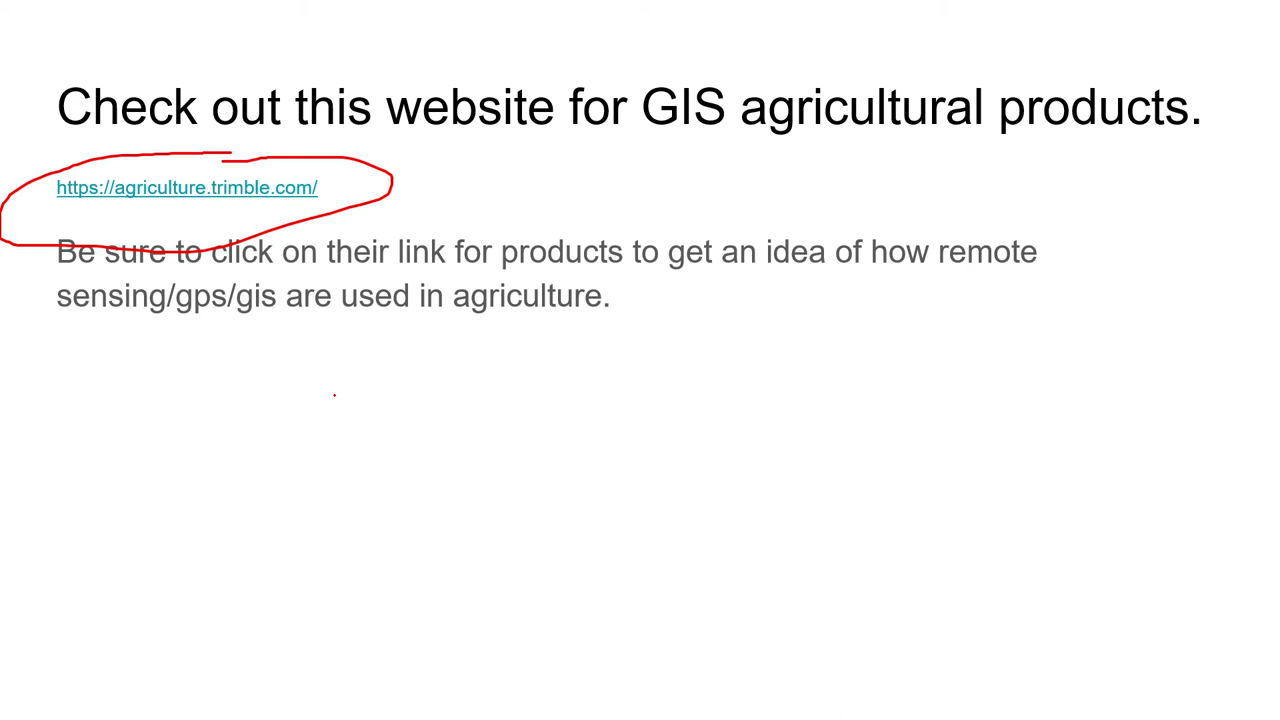 Check out this website for GIS agricultural products.
https://agriculture.trimble.com/
Be sure to click on their link for products to get an idea of how remote
sensing/gps/gis are used in agriculture.